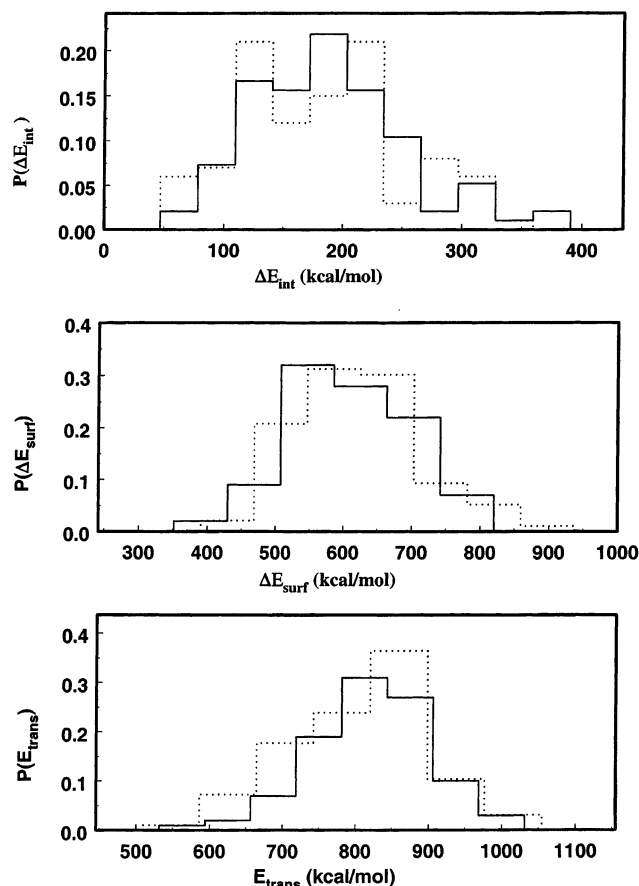 0.20
0.15
0.10
0.05
0.00
P(ΔE_int)
0 100 200 300 400
ΔE_int (kcal/mol)
0.4
0.3
0.2
0.1
0.0
P(ΔE_surf)
300 400 500 600 700 800 900 1000
ΔE_surf (kcal/mol)
0.4
0.3
0.2
0.1
0.0
P(E_trans)
500 600 700 800 900 1000 1100
E_trans (kcal/mol)